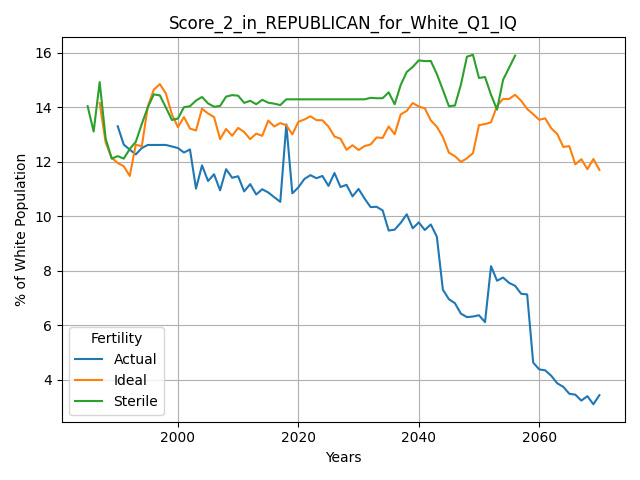 Score_2_in_REPUBLICAN_for_White_Q1_IQ
% of White Population
16
14
12
10
8
6
4
Fertility
Actual
Ideal
Sterile
2000
2020
2040
2060
Years